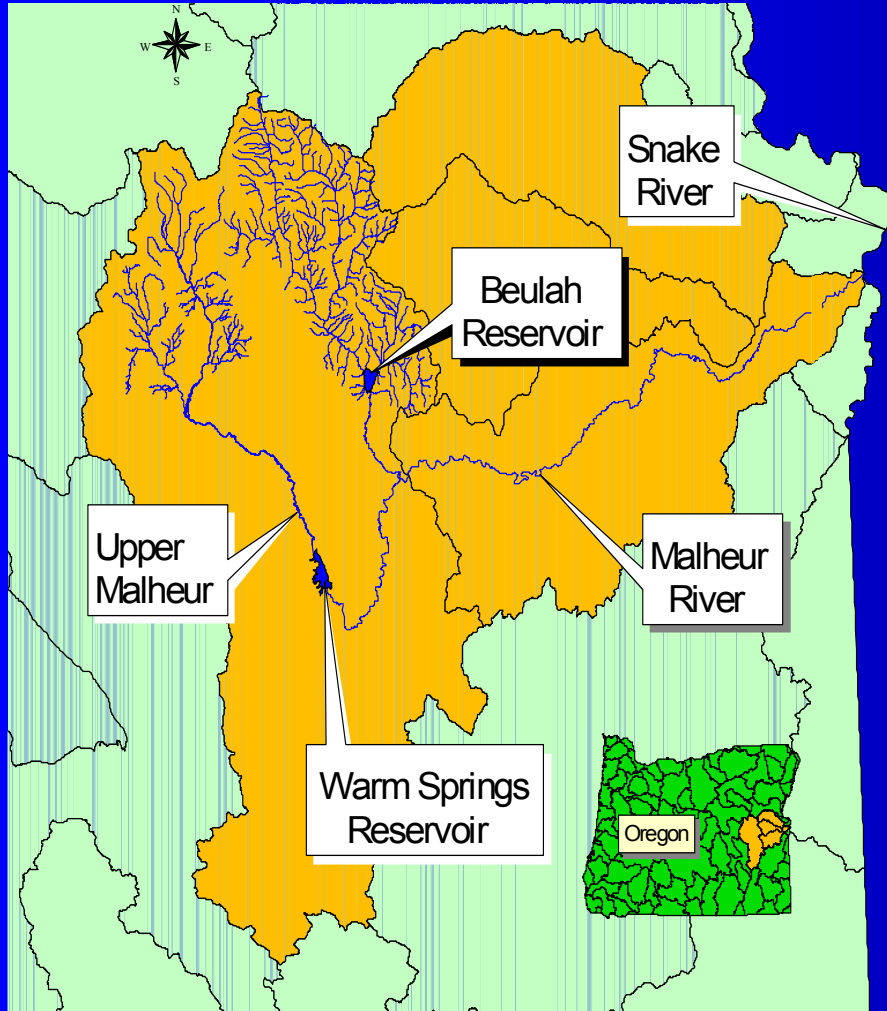 N
W E
S
Snake
River
Beulah
Reservoir
Upper
Malheur
Malheur
River
Warm Springs
Reservoir
Oregon